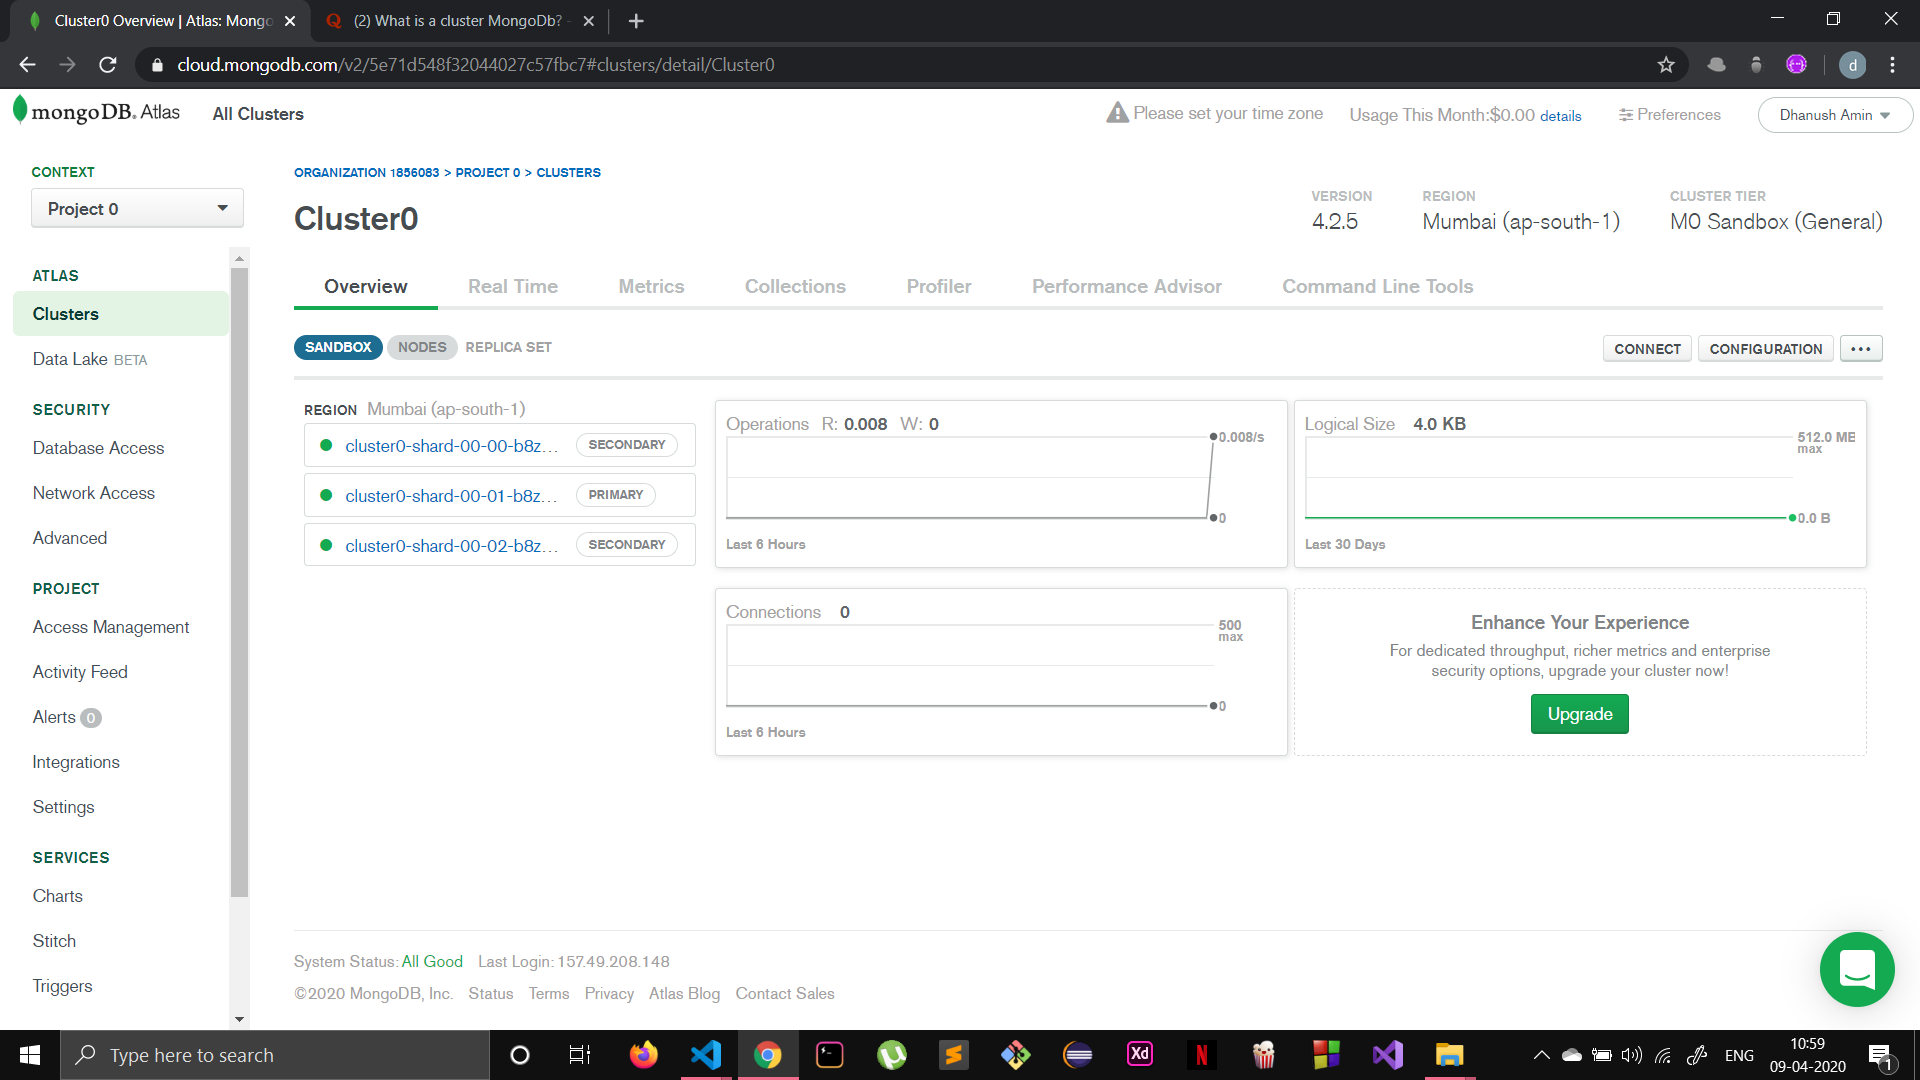 Cluster0 Overview | Atlas: Mongo
(2) What is a cluster MongoDb? -
cloud.mongodb.com/v2/5e71d548f32044027c57fbc7#clusters/detail/Cluster0
d
mongoDB. Atlas
All Clusters
Please set your time zone
Usage This Month:$0.00 details
Preferences
Dhanush Amin
CONTEXT
Project 0
ATLAS
Clusters
Data Lake BETA
SECURITY
Database Access
Network Access
Advanced
PROJECT
Access Management
Activity Feed
Alerts 0
Integrations
Settings
SERVICES
Charts
Stitch
Triggers
ORGANIZATION 1856083 > PROJECT 0 > CLUSTERS
Cluster0
VERSION
4.2.5
REGION
Mumbai (ap-south-1)
CLUSTER TIER
M0 Sandbox (General)
Overview
Real Time
Metrics
Collections
Profiler
Performance Advisor
Command Line Tools
SANDBOX
NODES
REPLICA SET
CONNECT
CONFIGURATION
...
REGION Mumbai (ap-south-1)
cluster0-shard-00-00-b8z... SECONDARY
cluster0-shard-00-01-b8z... PRIMARY
cluster0-shard-00-02-b8z... SECONDARY
Operations R: 0.008 W: 0
0.008/s
0
Last 6 Hours
Logical Size 4.0 KB
512.0 MB
max
0.0 B
Last 30 Days
Connections 0
500
max
0
Last 6 Hours
Enhance Your Experience
For dedicated throughput, richer metrics and enterprise
security options, upgrade your cluster now!
Upgrade
System Status: All Good Last Login: 157.49.208.148
©2020 MongoDB, Inc. Status Terms Privacy Atlas Blog Contact Sales
Type here to search
Xd
N
ENG
10:59
09-04-2020
1